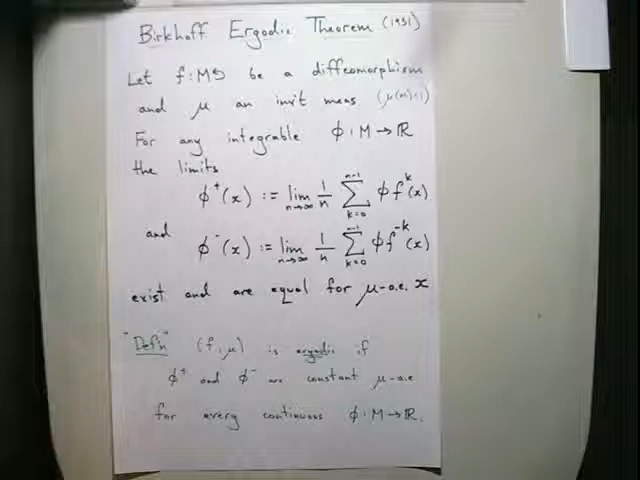 Birkhoff Ergodic Theorem (1931)
Let f : M ↺ be a diffeomorphism
and μ an inv't meas. (μ(M)=1)
For any integrable φ : M → ℝ
the limits
φ⁺(x) := lim_{n→∞} 1/n ∑_{k=0}^{n-1} φ f^k(x)
and
φ⁻(x) := lim_{n→∞} 1/n ∑_{k=0}^{n-1} φ f^{-k}(x)
exist and are equal for μ-a.e. x
"Defn" (f, μ) is ergodic if
φ⁺ and φ⁻ are constant μ-a.e
for every continuous φ : M → ℝ.